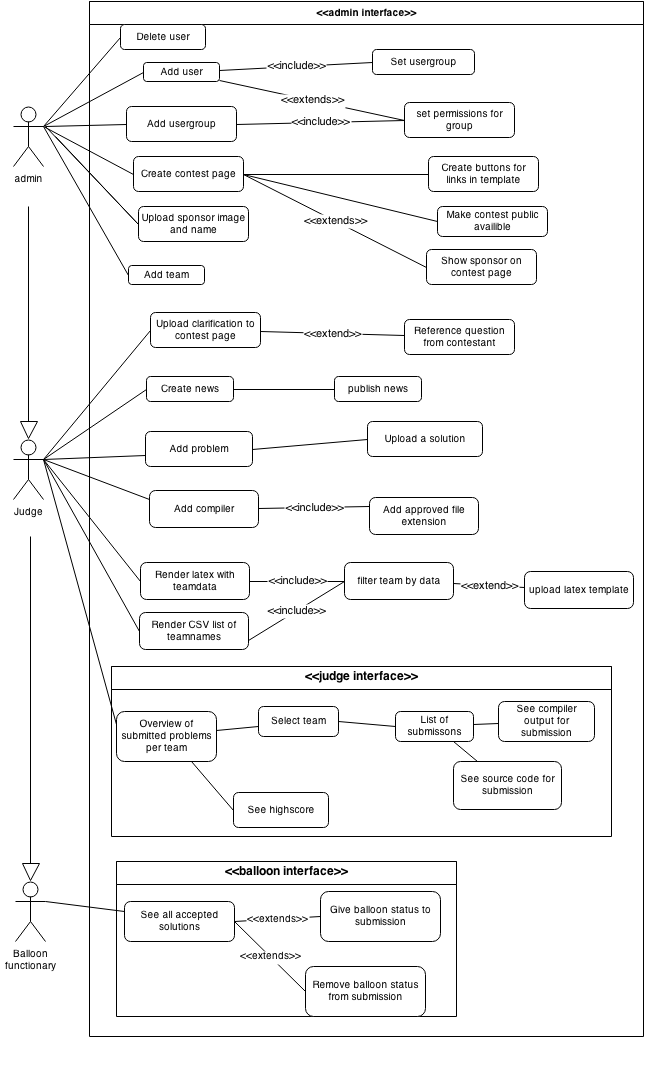 <<admin interface>>
Delete user
Add user
<<include>>
Set usergroup
<<extends>>
Add usergroup
<<include>>
set permissions for
group
admin
Create contest page
Create buttons for
links in template
Upload sponsor image
and name
<<extends>>
Make contest public
availible
Show sponsor on
contest page
Add team
Upload clarification to
contest page
<<extend>>
Reference question
from contestant
Create news
publish news
Add problem
Upload a solution
Judge
Add compiler
<<include>>
Add approved file
extension
Render latex with
teamdata
<<include>>
filter team by data
<<extend>>
upload latex template
Render CSV list of
teamnames
<<include>>
<<judge interface>>
Overview of
submitted problems
per team
Select team
List of
submissons
See compiler
output for
submission
See source code for
submission
See highscore
<<balloon interface>>
See all accepted
solutions
<<extends>>
Give balloon status to
submission
<<extends>>
Remove balloon status
from submission
Balloon
functionary